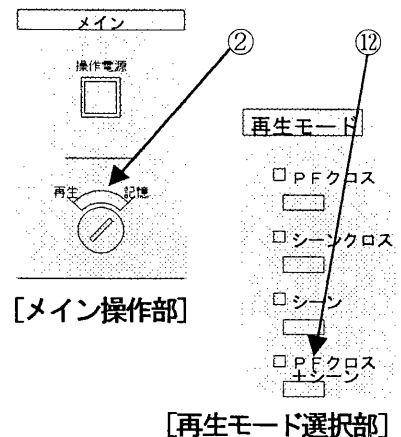 メイン
②
⑫
操作電源
再生モード
再生
記憶
□ PFクロス
□ シーンクロス
□ シーン
□ PFクロス
+シーン
[メイン操作部]
[再生モード選択部]